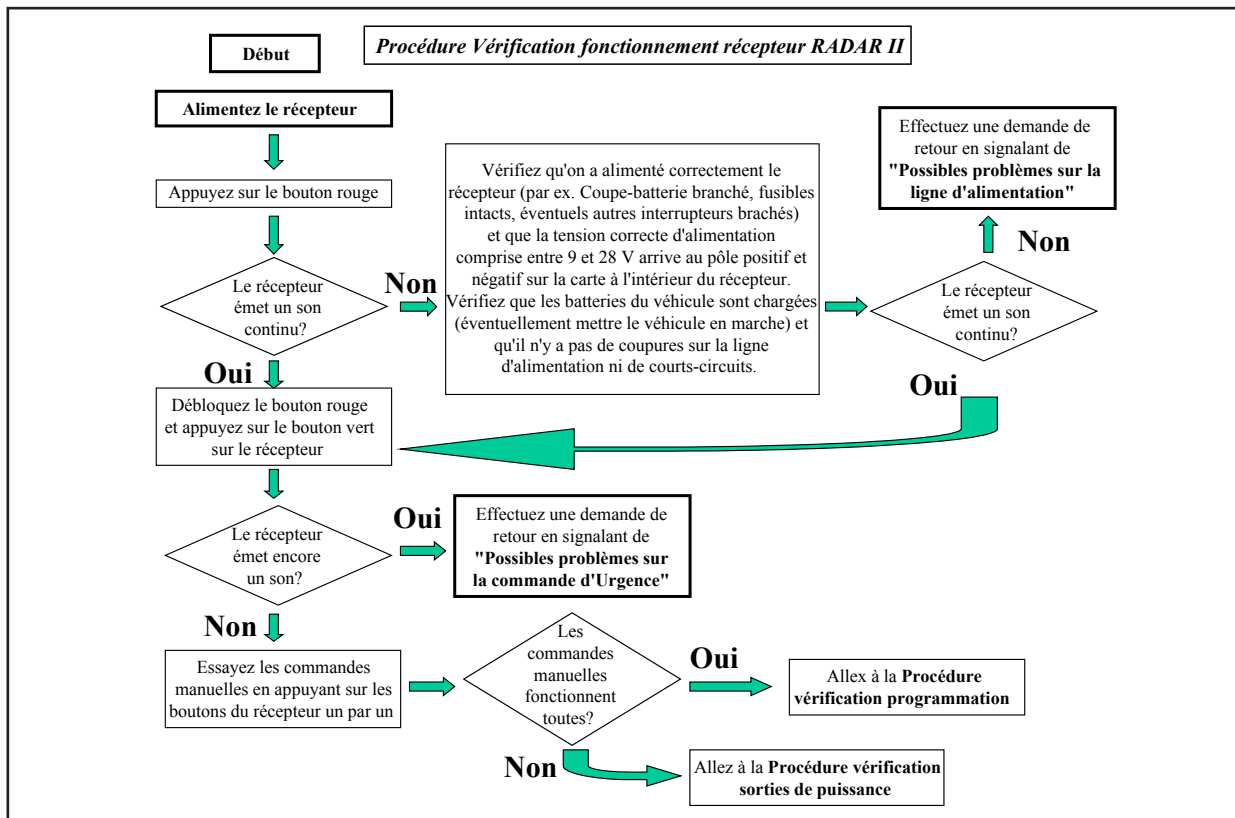 Début
Procédure Vérification fonctionnement récepteur RADAR II
Alimentez le récepteur
Appuyez sur le bouton rouge
Le récepteur
émet un son
continu?
Non
Vérifiez qu'on a alimenté correctement le
récepteur (par ex. Coupe-batterie branché, fusibles
intacts, éventuels autres interrupteurs brachés)
et que la tension correcte d'alimentation
comprise entre 9 et 28 V arrive au pôle positif et
négatif sur la carte à l'intérieur du récepteur.
Vérifiez que les batteries du véhicule sont chargées
(éventuellement mettre le véhicule en marche) et
qu'il n'y a pas de coupures sur la ligne
d'alimentation ni de courts-circuits.
Effectuez une demande de
retour en signalant de
"Possibles problèmes sur la
ligne d'alimentation"
Non
Le récepteur
émet un son
continu?
Oui
Oui
Débloquez le bouton rouge
et appuyez sur le bouton vert
sur le récepteur
Le récepteur
émet encore
un son?
Oui
Effectuez une demande de
retour en signalant de
"Possibles problèmes sur
la commande d'Urgence"
Non
Essayez les commandes
manuelles en appuyant sur les
boutons du récepteur un par un
Les
commandes
manuelles
fonctionnent
toutes?
Oui
Allex à la Procédure
vérification programmation
Non
Allez à la Procédure vérification
sorties de puissance